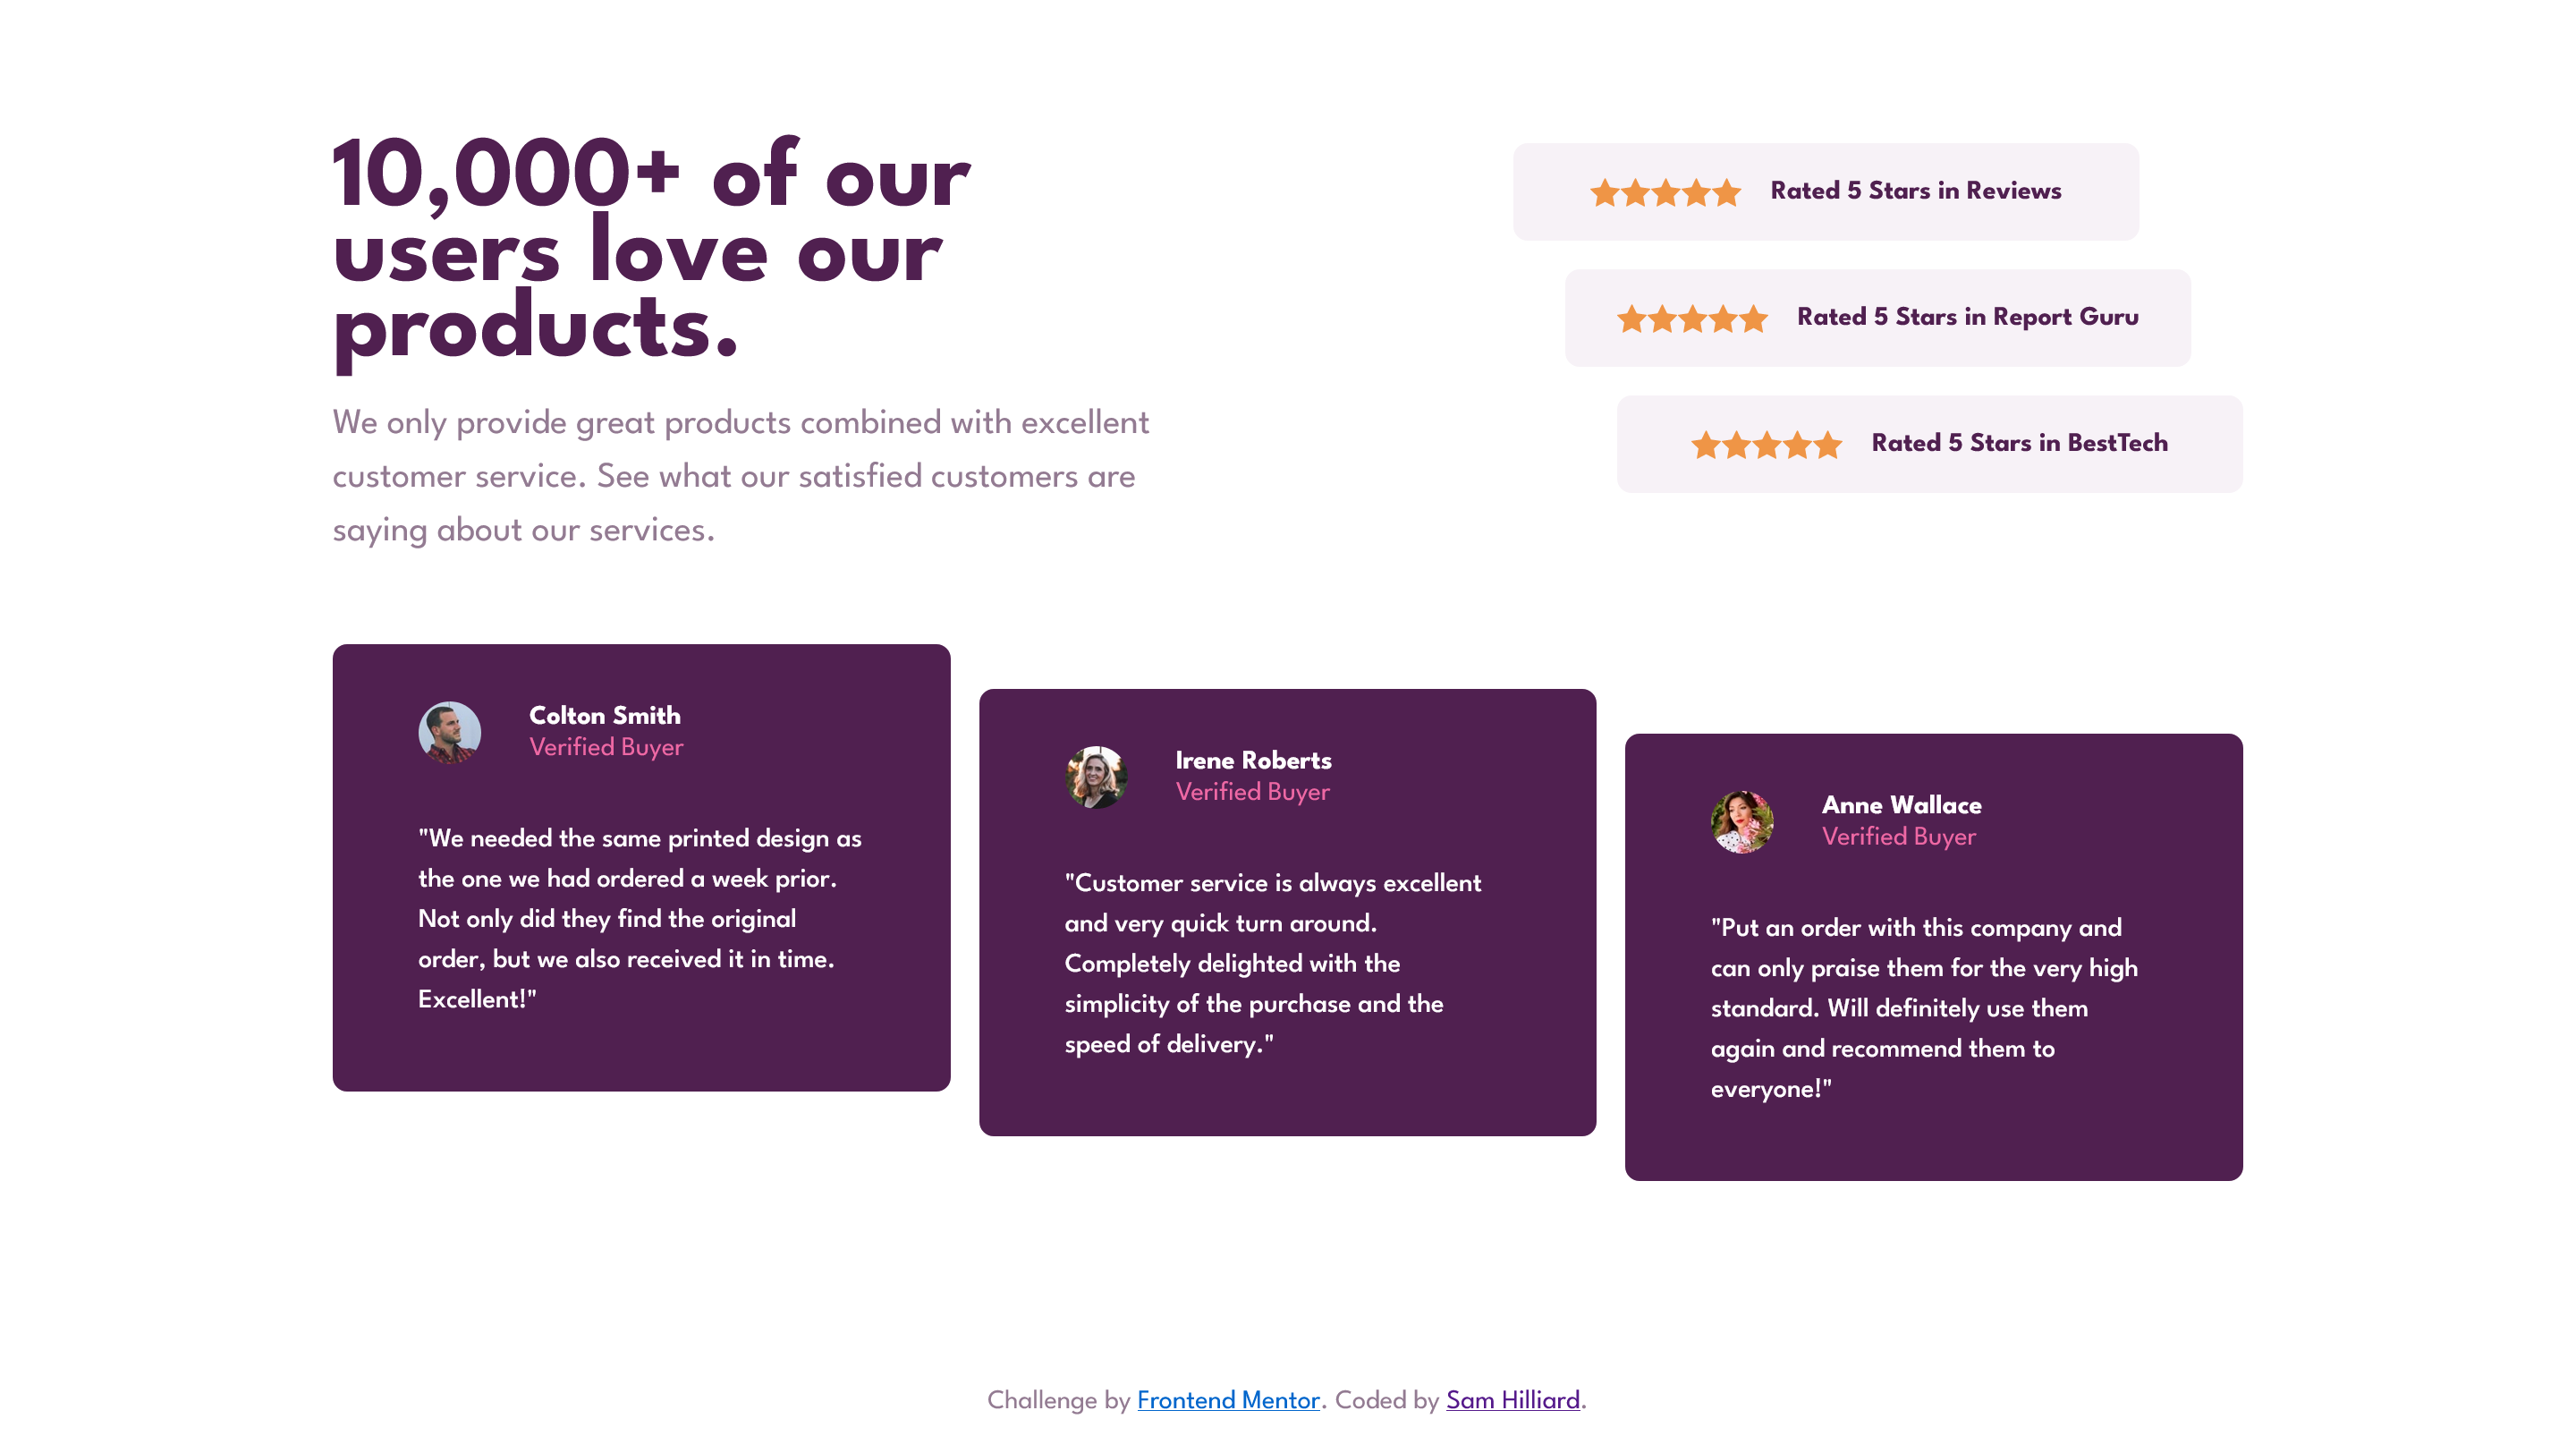 10,000+ of our
users love our
products.
We only provide great products combined with excellent
customer service. See what our satisfied customers are
saying about our services.
Rated 5 Stars in Reviews
Rated 5 Stars in Report Guru
Rated 5 Stars in BestTech
Colton Smith
Verified Buyer
"We needed the same printed design as
the one we had ordered a week prior.
Not only did they find the original
order, but we also received it in time.
Excellent!"
Irene Roberts
Verified Buyer
"Customer service is always excellent
and very quick turn around.
Completely delighted with the
simplicity of the purchase and the
speed of delivery."
Anne Wallace
Verified Buyer
"Put an order with this company and
can only praise them for the very high
standard. Will definitely use them
again and recommend them to
everyone!"
Challenge by Frontend Mentor. Coded by Sam Hilliard.